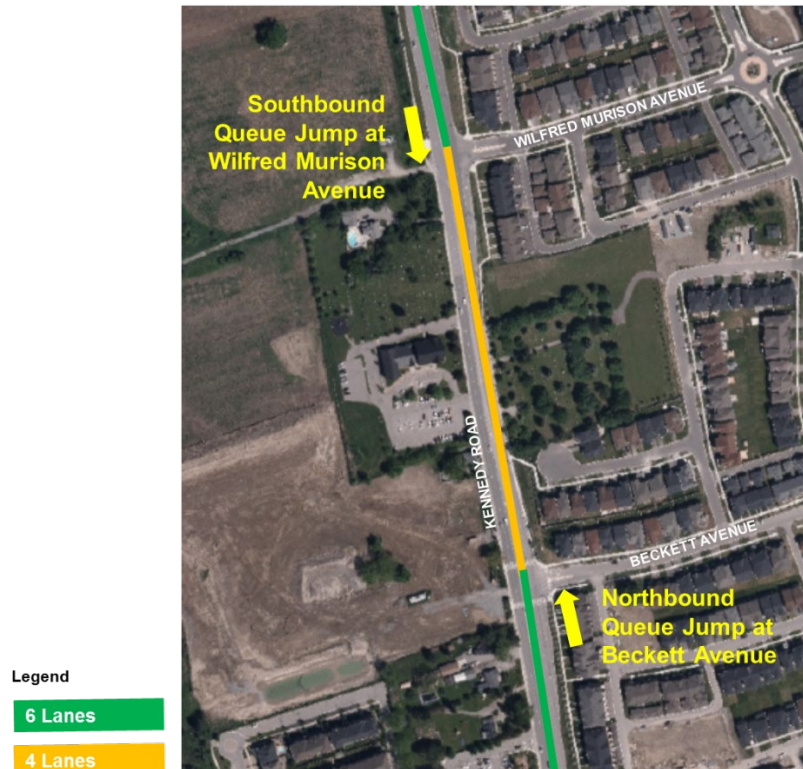 Southbound
Queue Jump at
Wilfred Murison
Avenue
WILFRED MURISON AVENUE
KENNEDY ROAD
BECKETT AVENUE
Northbound
Queue Jump at
Beckett Avenue
Legend
6 Lanes
4 Lanes